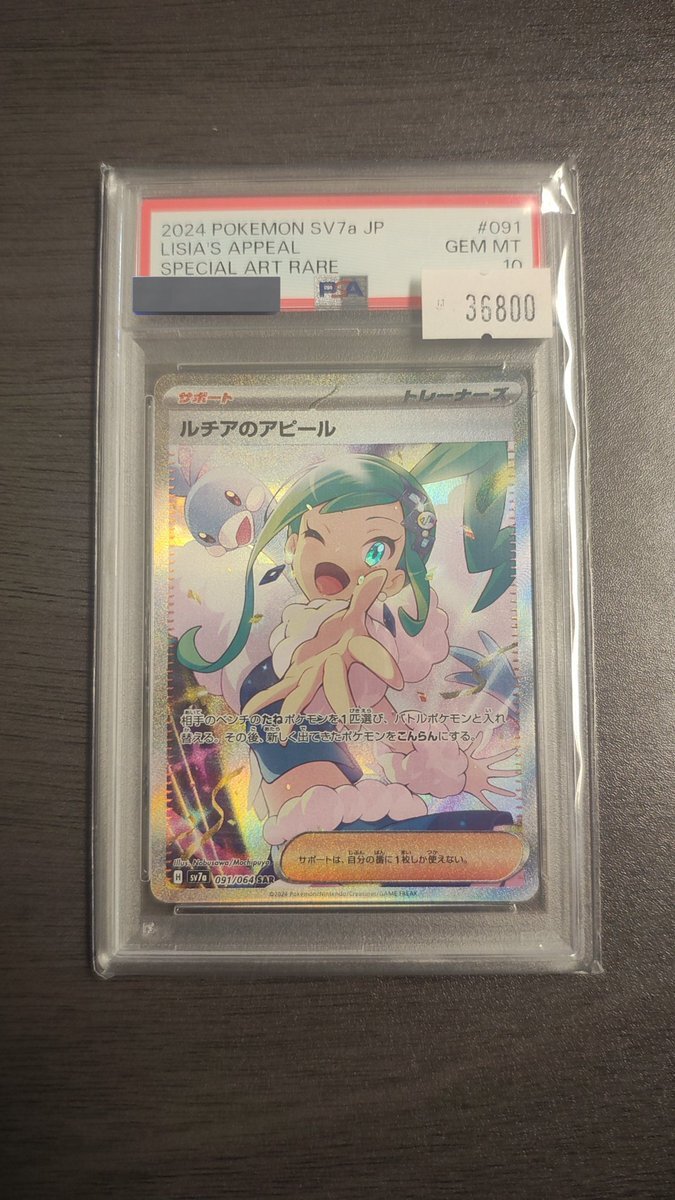 2024 POKEMON SV7a JP #091
LISIA'S APPEAL GEM MT
SPECIAL ART RARE 10
PSA
36800
サポート トレーナーズ
ルチアのアピール
相手のベンチのたねポケモンを1匹選び、バトルポケモンと入れ
替える。その後、新しく出てきたポケモンをこんらんにする。
サポートは、自分の番に1枚しか使えない。
Illus. Nobusawa/Mochipuyo
H sv7a 091/064 SAR
©2024 Pokémon/Nintendo/Creatures/GAME FREAK